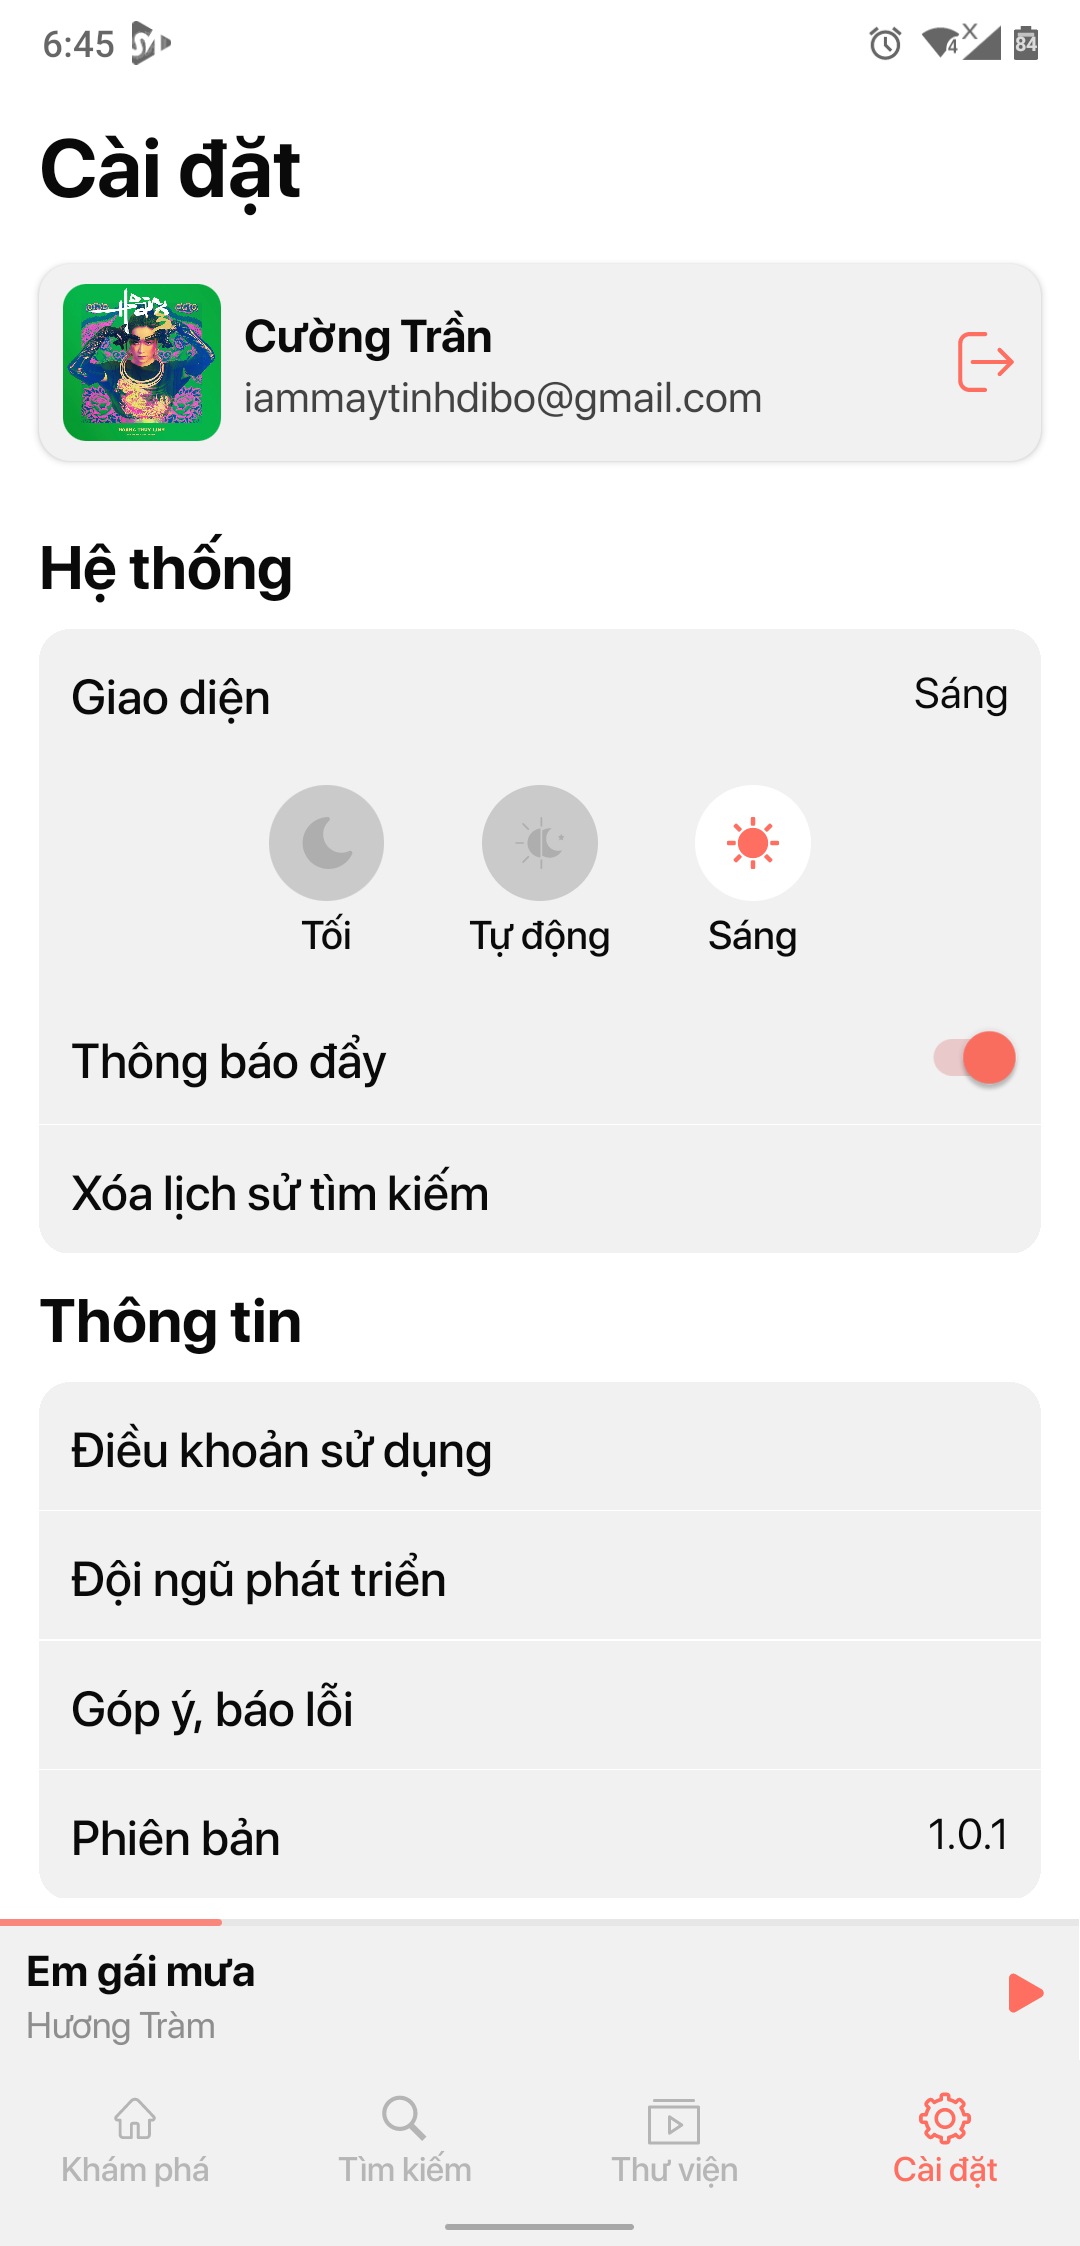 6:45
4
X
84
Cài đặt
Cường Trần
iammaytinhdibo@gmail.com
Hệ thống
Giao diện
Sáng
Tối
Tự động
Sáng
Thông báo đẩy
Xóa lịch sử tìm kiếm
Thông tin
Điều khoản sử dụng
Đội ngũ phát triển
Góp ý, báo lỗi
Phiên bản
1.0.1
Em gái mưa
Hương Tràm
Khám phá
Tìm kiếm
Thư viện
Cài đặt